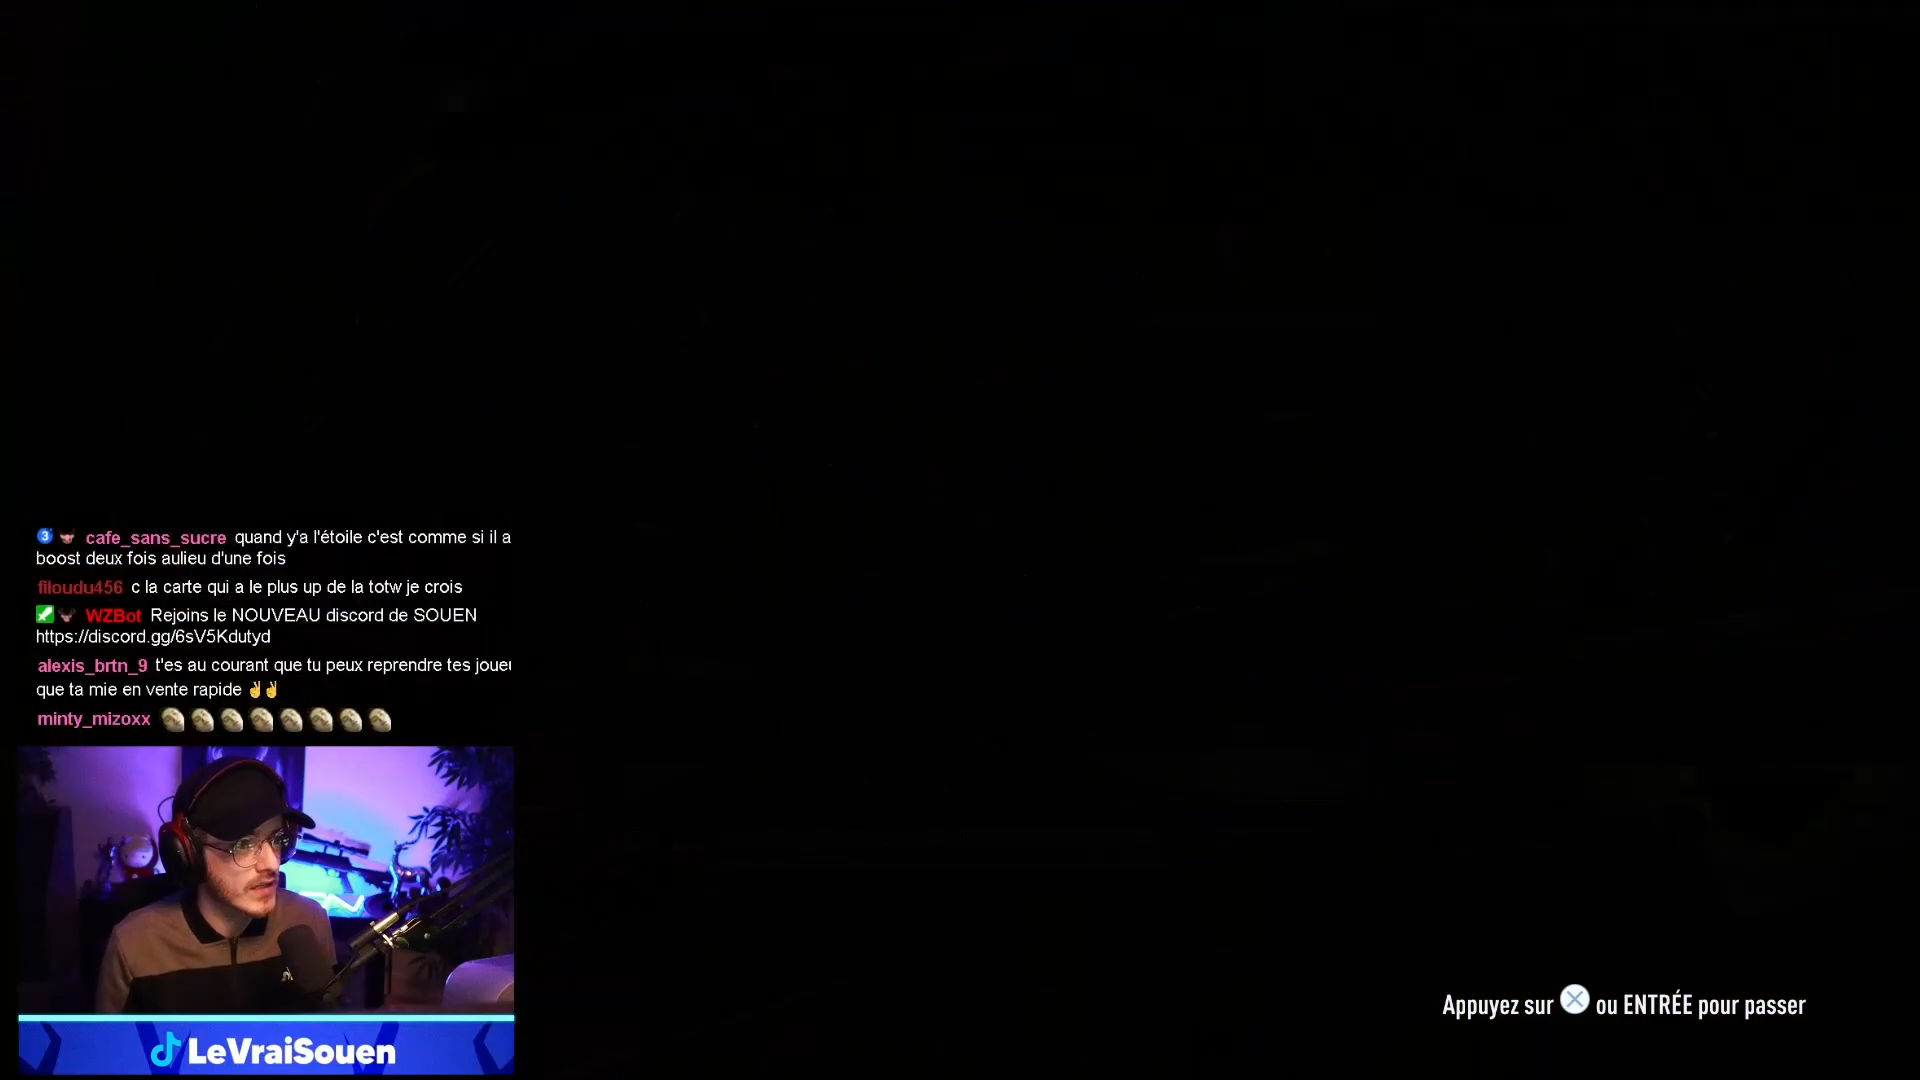 cafe_sans_sucre quand y'a l'étoile c'est comme si il a
boost deux fois aulieu d'une fois
filoudu456 c la carte qui a le plus up de la totw je crois
WZBot Rejoins le NOUVEAU discord de SOUEN
https://discord.gg/6sV5Kdutyd
alexis_brtn_9 t'es au courant que tu peux reprendre tes joueu
que ta mie en vente rapide ✌✌
minty_mizoxx
LeVraiSouen
Appuyez sur ou ENTRÉE pour passer